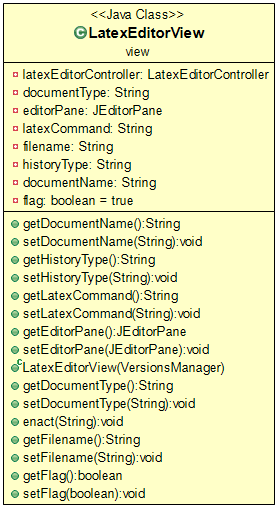 <<Java Class>>
LatexEditorView
view
latexEditorController: LatexEditorController
documentType: String
editorPane: JEditorPane
latexCommand: String
filename: String
historyType: String
documentName: String
flag: boolean = true
getDocumentName():String
setDocumentName(String):void
getHistoryType():String
setHistoryType(String):void
getLatexCommand():String
setLatexCommand(String):void
getEditorPane():JEditorPane
setEditorPane(JEditorPane):void
LatexEditorView(VersionsManager)
getDocumentType():String
setDocumentType(String):void
enact(String):void
getFilename():String
setFilename(String):void
getFlag():boolean
setFlag(boolean):void